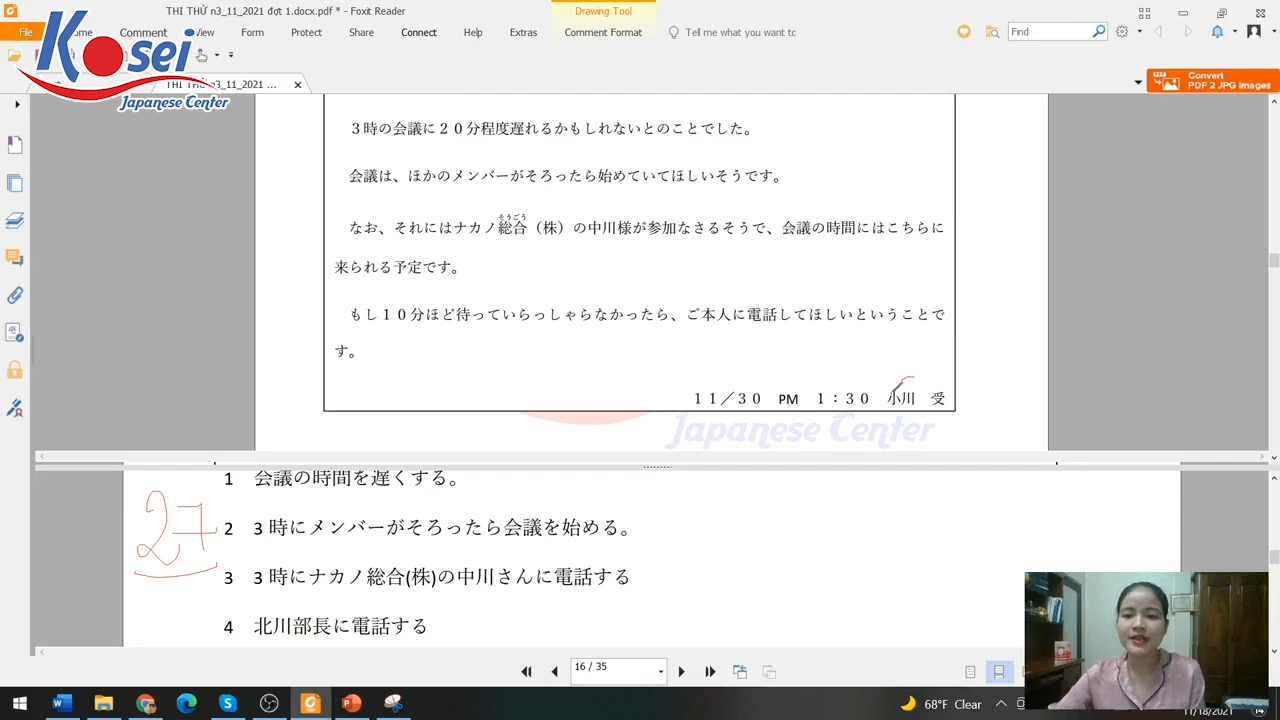 THI THỬ n3_11_2021 đợt 1.docx.pdf * - Foxit Reader
Drawing Tool
File
Comment
View
Form
Protect
Share
Connect
Help
Extras
Comment Format
Tell me what you want tc
Find
Kosei
Japanese Center
THI THỬ n3_11_2021 ...
Convert
PDF 2 JPG Images
３時の会議に２０分程度遅れるかもしれないとのことでした。
会議は、ほかのメンバーがそろったら始めていてほしいそうです。
そうごう
なお、それにはナカノ総合（株）の中川様が参加なさるそうで、会議の時間にはこちらに
来られる予定です。
もし１０分ほど待っていらっしゃらなかったら、ご本人に電話してほしいということで
す。
１１／３０ PM １：３０ 小川 受
Japanese Center
1 会議の時間を遅くする。
27
2 3 時にメンバーがそろったら会議を始める。
3 3 時にナカノ総合(株)の中川さんに電話する
4 北川部長に電話する
16 / 35
68°F Clear
11/18/2021